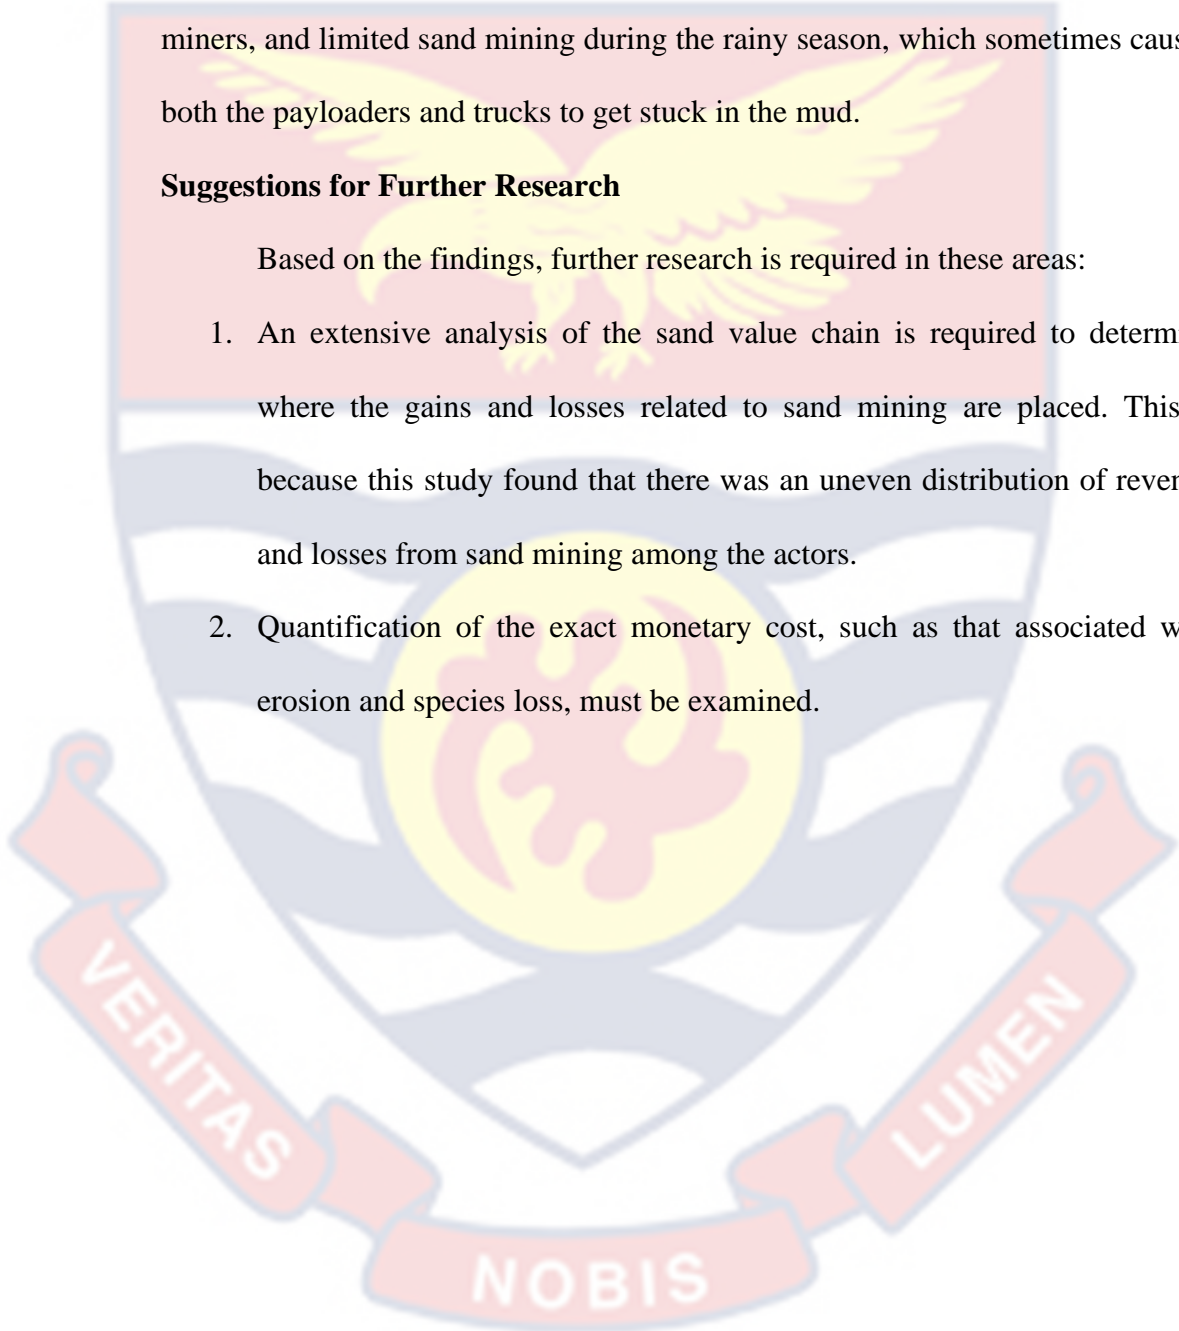 miners, and limited sand mining during the rainy season, which sometimes caus
both the payloaders and trucks to get stuck in the mud.
Suggestions for Further Research
Based on the findings, further research is required in these areas:
1. An extensive analysis of the sand value chain is required to determ
where the gains and losses related to sand mining are placed. This
because this study found that there was an uneven distribution of reven
and losses from sand mining among the actors.
2. Quantification of the exact monetary cost, such as that associated w
erosion and species loss, must be examined.
VERITAS
NOBIS
LUMEN